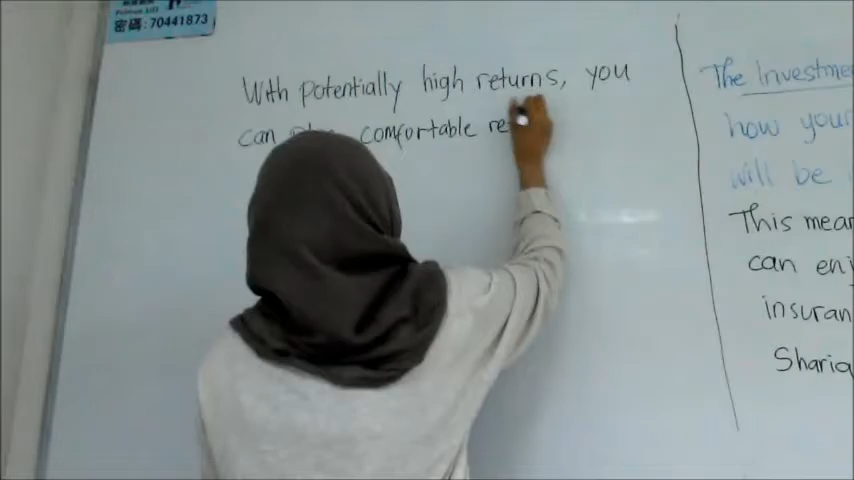 密碼:70441873
With potentially high returns, you
can comfortable re
The Investme
how your
will be
This mear
can enj
insuran
Sharia